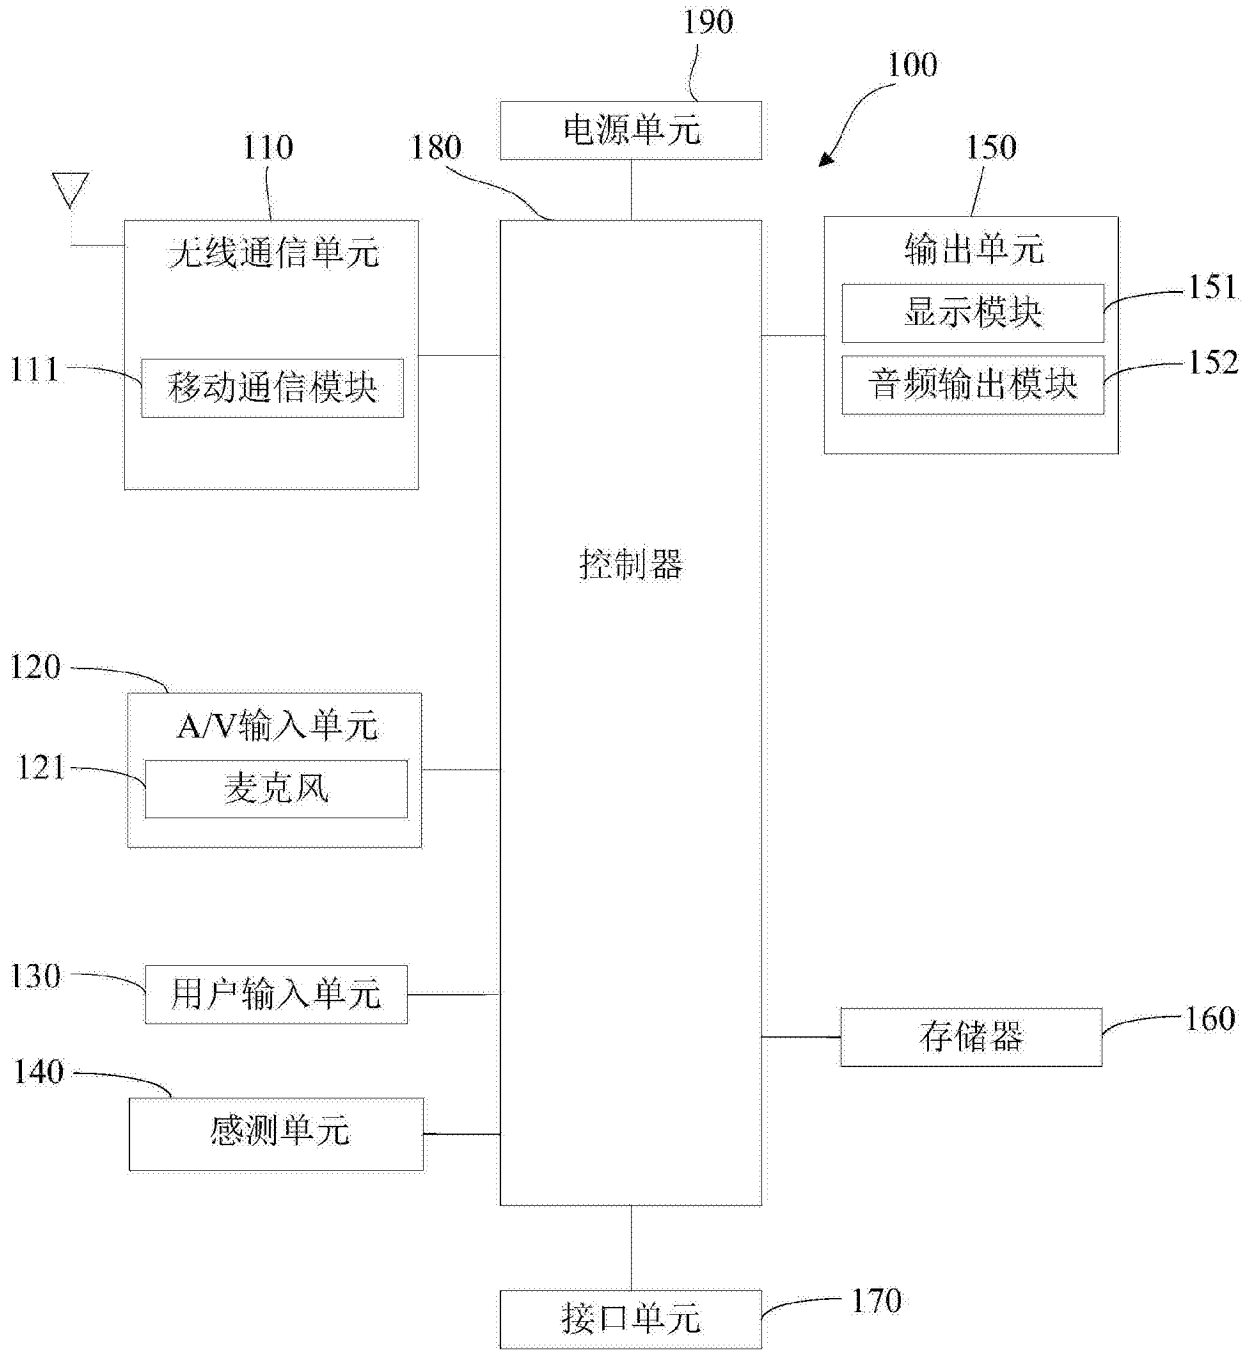 190
100
电源单元
110
180
150
无线通信单元
输出单元
151
显示模块
111
移动通信模块
152
音频输出模块
控制器
120
A/V输入单元
121
麦克风
130
用户输入单元
160
存储器
140
感测单元
170
接口单元